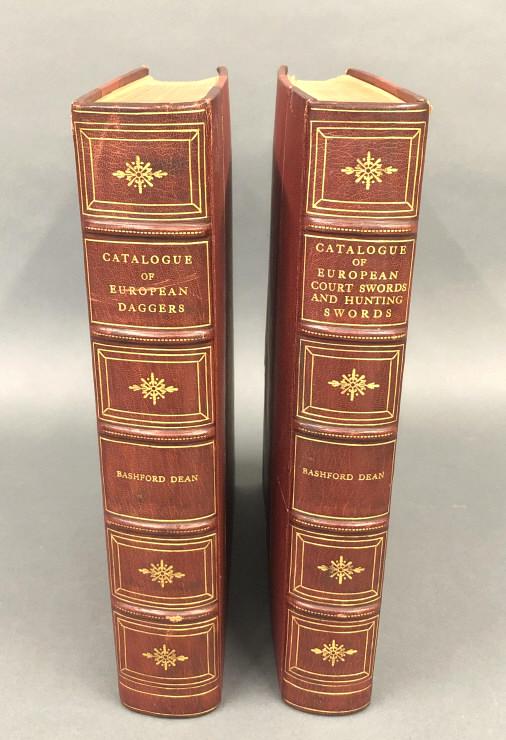 CATALOGUE
OF
EUROPEAN
DAGGERS
BASHFORD DEAN
CATALOGUE
OF
EUROPEAN
COURT SWORDS
AND HUNTING
SWORDS
BASHFORD DEAN